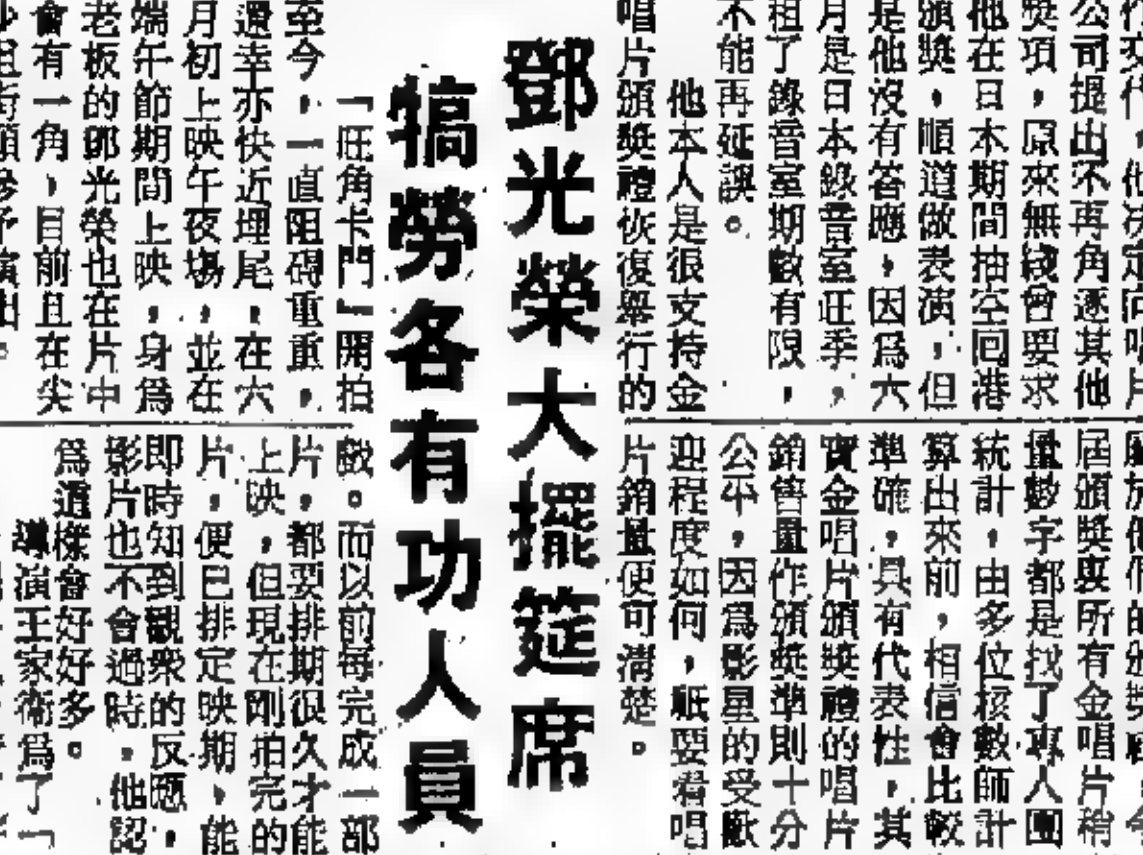 公司提出不再角逐其他
獎項，原來無綫曾要求
他在日本期間抽空回港
頒獎，順道做表演，但
是他沒有答應，因為六
月是日本錄音室旺季，
租了錄音室期數有限，
不能再延誤。
他本人是很支持金
唱片頒獎禮恢復舉行的
屆頒獎裏所有金唱片稍
量數字都是找了專人團
統計，由多位核數師計
算出來前，相信會比較
準確，具有代表性，其
實金唱片頒獎禮的唱片
銷售量作頒獎準則十分
公平，因為影星的受歡
迎程度如何，祗要看唱
片銷量便可清楚。
鄧光榮大擺筵席
犒勞各有功人員
「旺角卡門」開拍
至今，一直阻碍重重，
還幸亦快近埋尾，在六
月初上映午夜場，並在
端午節期間上映，身為
老板的鄧光榮也在片中
會有一角，目前且在尖
戲。而以前每完成一部
片，都要排期很久才能
上映，但現在剛拍完的
片，便已排定映期，能
即時知到觀眾的反應，
影片也不會過時，他認
為這樣會好好多。
導演王家衛為了「